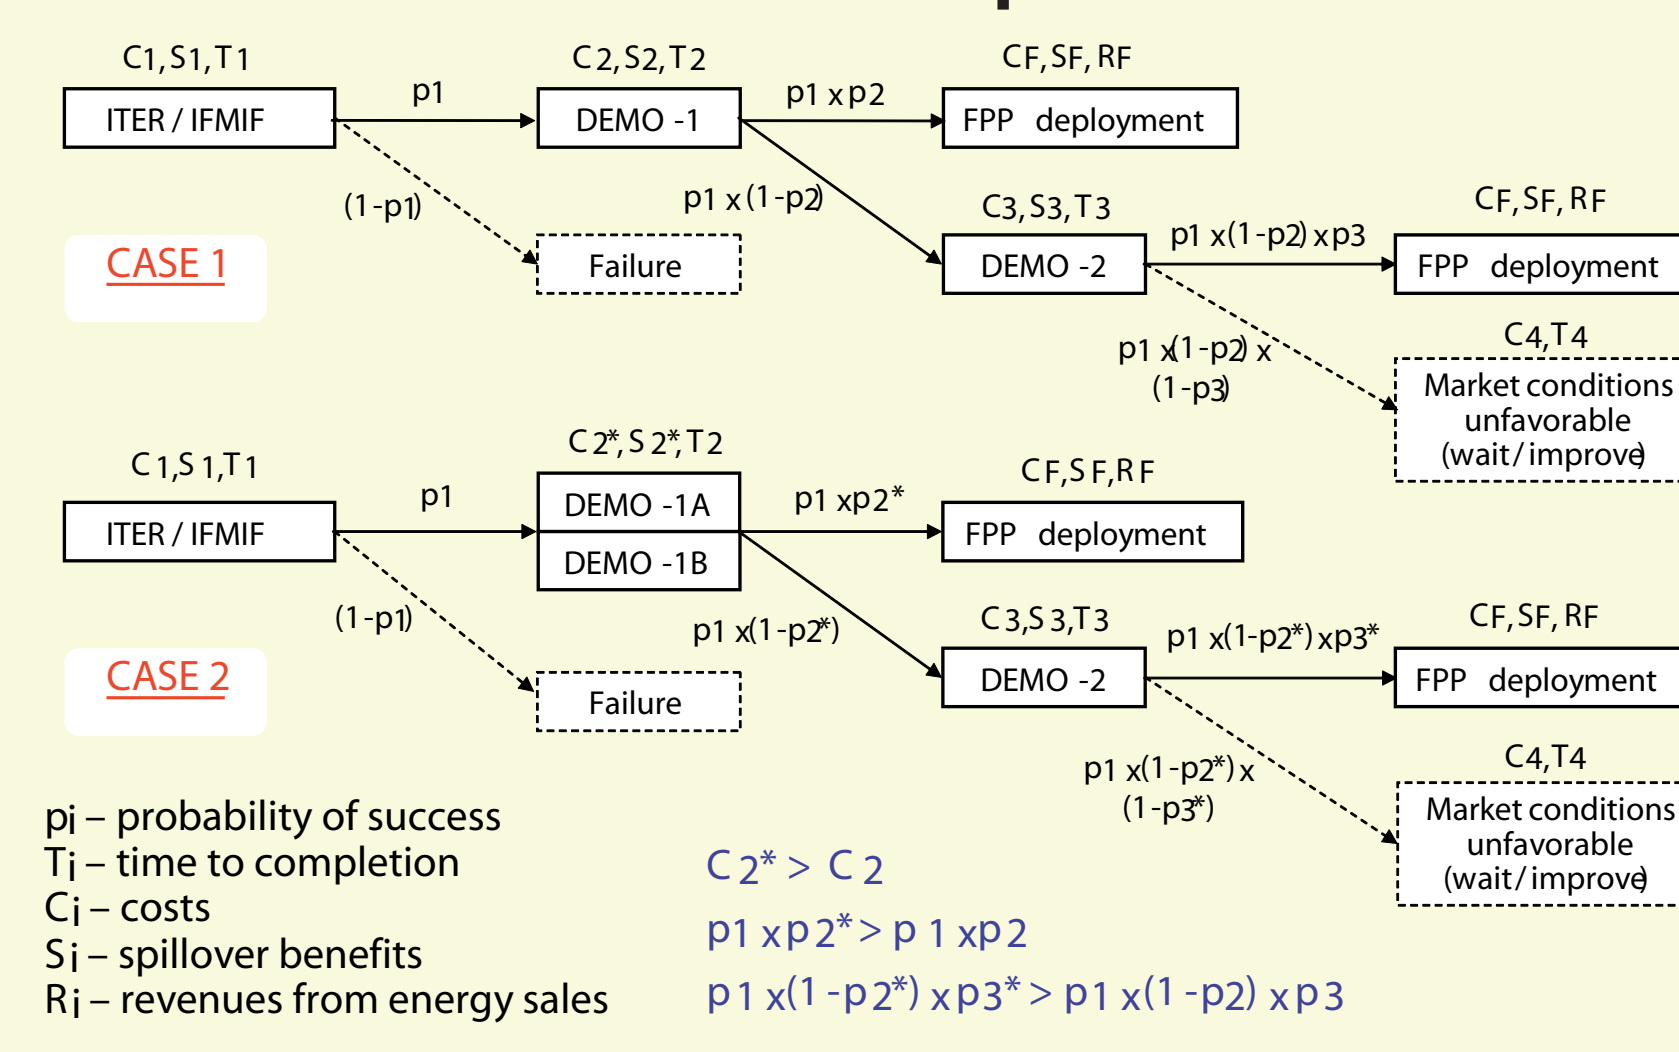 C1, S1, T1
C2, S2, T2
CF, SF, RF
ITER / IFMIF
p1
DEMO -1
p1 x p2
FPP deployment
(1-p1)
p1 x (1-p2)
CASE 1
Failure
C3, S3, T3
DEMO -2
p1 x(1-p2) xp3
CF, SF, RF
FPP deployment
p1 x(1-p2) x
(1-p3)
C4, T4
Market conditions
unfavorable
(wait / improve)
C1,S1,T1
C2*, S2*, T2
CF,SF,RF
ITER / IFMIF
p1
DEMO -1A
DEMO -1B
p1 xp2*
FPP deployment
(1-p1)
p1 x(1-p2*)
CASE 2
Failure
C3,S3,T3
DEMO -2
p1 x(1-p2*) xp3*
CF, SF, RF
FPP deployment
p1 x(1-p2*) x
(1-p3*)
C4, T4
Market conditions
unfavorable
(wait / improve)
pi – probability of success
Ti – time to completion
Ci – costs
Si – spillover benefits
Ri – revenues from energy sales
C2* > C2
p1 xp2* > p1 xp2
p1 x(1-p2*) xp3* > p1 x(1-p2) xp3